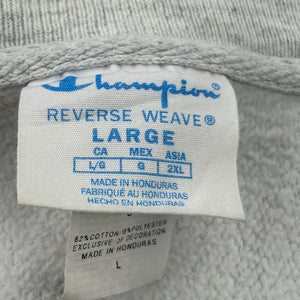 Champion
REVERSE WEAVE®
LARGE
CA MEX ASIA
L/G G 2XL
MADE IN HONDURAS
FABRIQUÉ AU HONDURAS
HECHO EN HONDURAS
82% COTTON 18% POLYESTER
EXCLUSIVE OF DECORATION
MADE IN HONDURAS
L